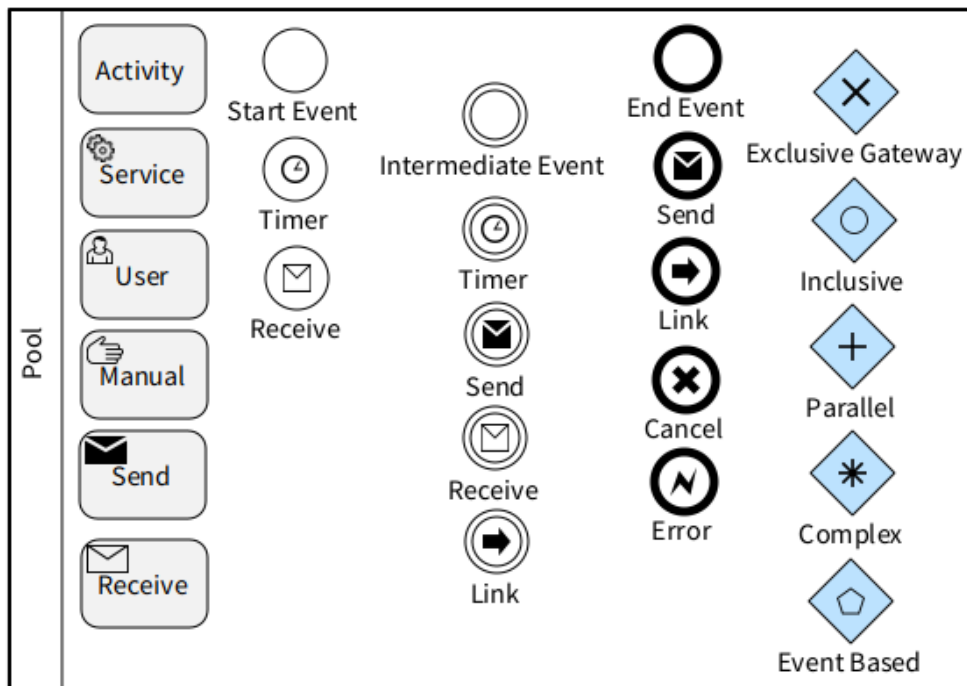 Pool
Activity
Service
User
Manual
Send
Receive
Start Event
Timer
Receive
Intermediate Event
Timer
Send
Receive
Link
End Event
Send
Link
Cancel
Error
Exclusive Gateway
Inclusive
Parallel
Complex
Event Based